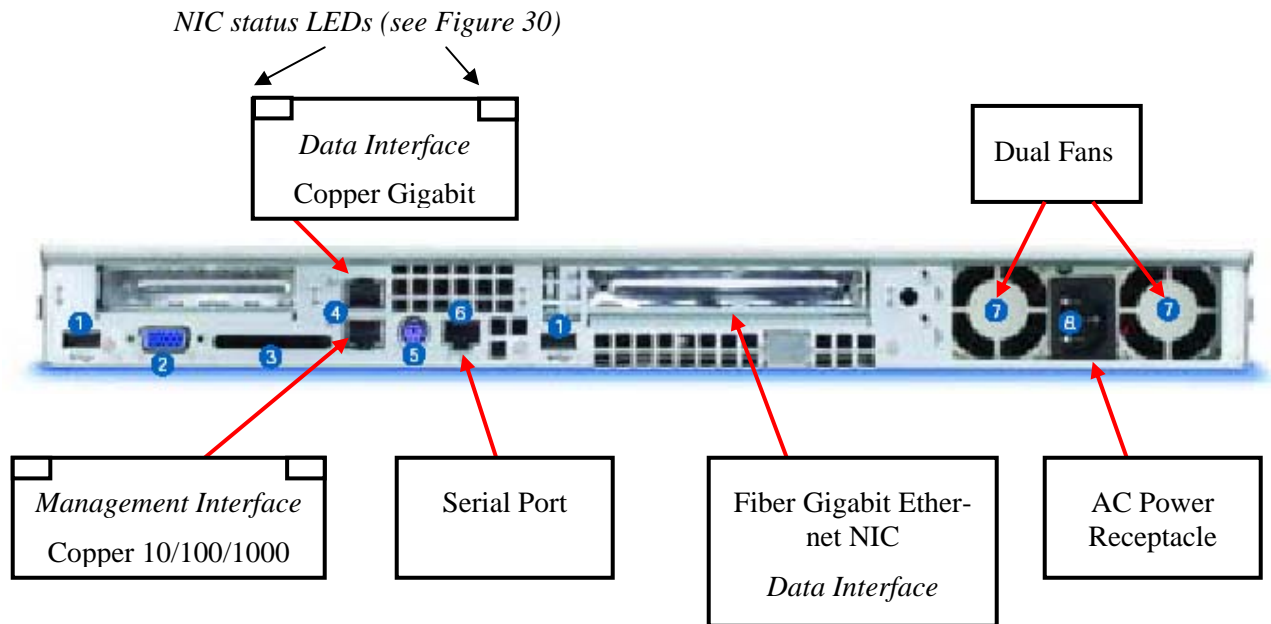 NIC status LEDs (see Figure 30)
Data Interface
Copper Gigabit
Dual Fans
1
2
3
4
5
6
1
7
8
7
Management Interface
Copper 10/100/1000
Serial Port
Fiber Gigabit Ether-
net NIC
Data Interface
AC Power
Receptacle